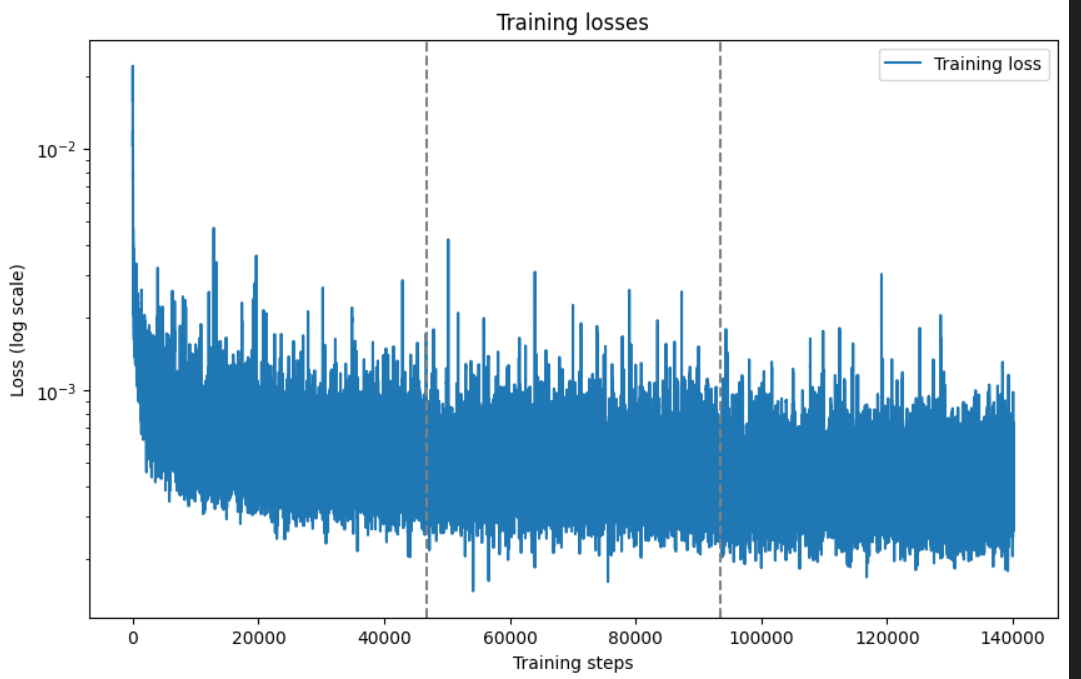 Training losses
Training loss
10⁻²
10⁻³
Loss (log scale)
0 20000 40000 60000 80000 100000 120000 140000
Training steps